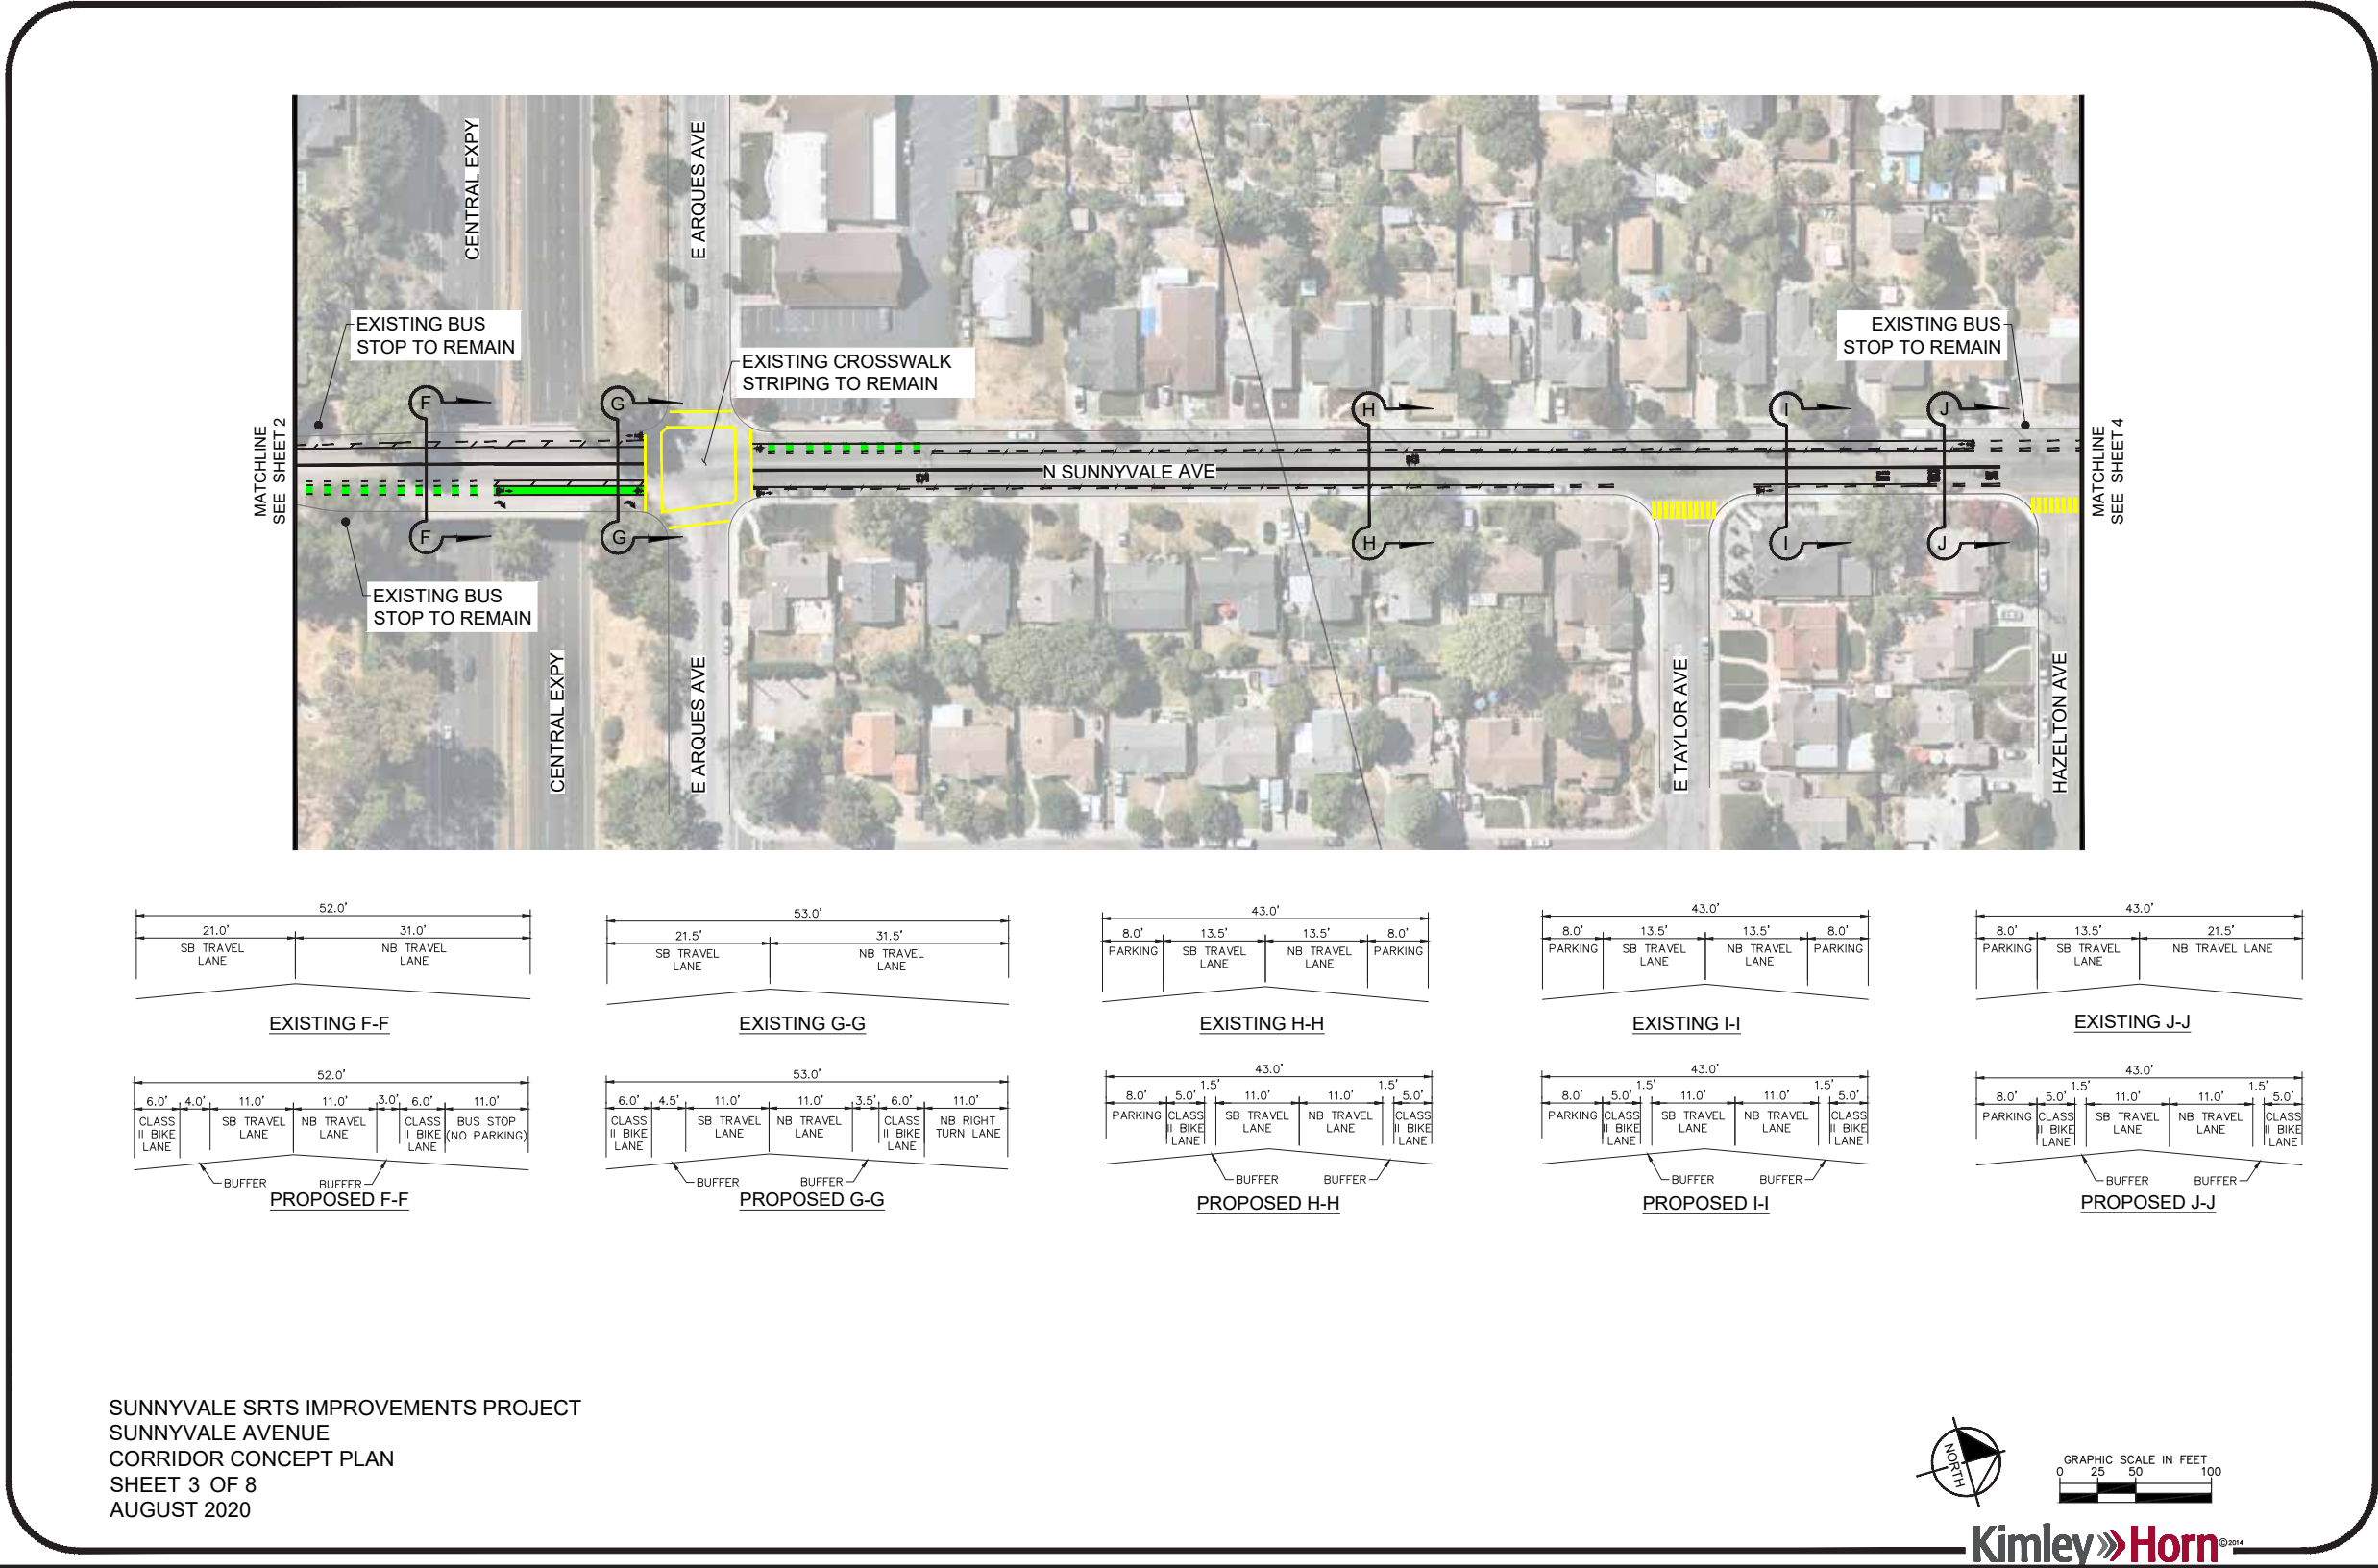 CENTRAL EXPY
E ARQUES AVE
EXISTING BUS
STOP TO REMAIN
EXISTING CROSSWALK
STRIPING TO REMAIN
EXISTING BUS
STOP TO REMAIN
F
G
H
I
J
MATCHLINE
SEE SHEET 2
N SUNNYVALE AVE
MATCHLINE
SEE SHEET 4
F
G
H
I
J
EXISTING BUS
STOP TO REMAIN
CENTRAL EXPY
E ARQUES AVE
E TAYLOR AVE
HAZELTON AVE
52.0'
21.0' 31.0'
SB TRAVEL NB TRAVEL
LANE LANE
EXISTING F-F
53.0'
21.5' 31.5'
SB TRAVEL NB TRAVEL
LANE LANE
EXISTING G-G
43.0'
8.0' 13.5' 13.5' 8.0'
PARKING SB TRAVEL NB TRAVEL PARKING
LANE LANE
EXISTING H-H
43.0'
8.0' 13.5' 13.5' 8.0'
PARKING SB TRAVEL NB TRAVEL PARKING
LANE LANE
EXISTING I-I
43.0'
8.0' 13.5' 21.5'
PARKING SB TRAVEL NB TRAVEL LANE
LANE
EXISTING J-J
52.0'
6.0' 4.0' 11.0' 11.0' 3.0' 6.0' 11.0'
CLASS SB TRAVEL NB TRAVEL CLASS BUS STOP
II BIKE LANE LANE II BIKE (NO PARKING)
LANE LANE
BUFFER BUFFER
PROPOSED F-F
53.0'
6.0' 4.5' 11.0' 11.0' 3.5' 6.0' 11.0'
CLASS SB TRAVEL NB TRAVEL CLASS NB RIGHT
II BIKE LANE LANE II BIKE TURN LANE
LANE LANE
BUFFER BUFFER
PROPOSED G-G
43.0'
8.0' 5.0' 1.5' 11.0' 11.0' 1.5' 5.0'
PARKING CLASS SB TRAVEL NB TRAVEL CLASS
II BIKE LANE LANE II BIKE
LANE LANE
BUFFER BUFFER
PROPOSED H-H
43.0'
8.0' 5.0' 1.5' 11.0' 11.0' 1.5' 5.0'
PARKING CLASS SB TRAVEL NB TRAVEL CLASS
II BIKE LANE LANE II BIKE
LANE LANE
BUFFER BUFFER
PROPOSED I-I
43.0'
8.0' 5.0' 1.5' 11.0' 11.0' 1.5' 5.0'
PARKING CLASS SB TRAVEL NB TRAVEL CLASS
II BIKE LANE LANE II BIKE
LANE LANE
BUFFER BUFFER
PROPOSED J-J
SUNNYVALE SRTS IMPROVEMENTS PROJECT
SUNNYVALE AVENUE
CORRIDOR CONCEPT PLAN
SHEET 3 OF 8
AUGUST 2020
NORTH
GRAPHIC SCALE IN FEET
0 25 50 100
Kimley»Horn © 2014